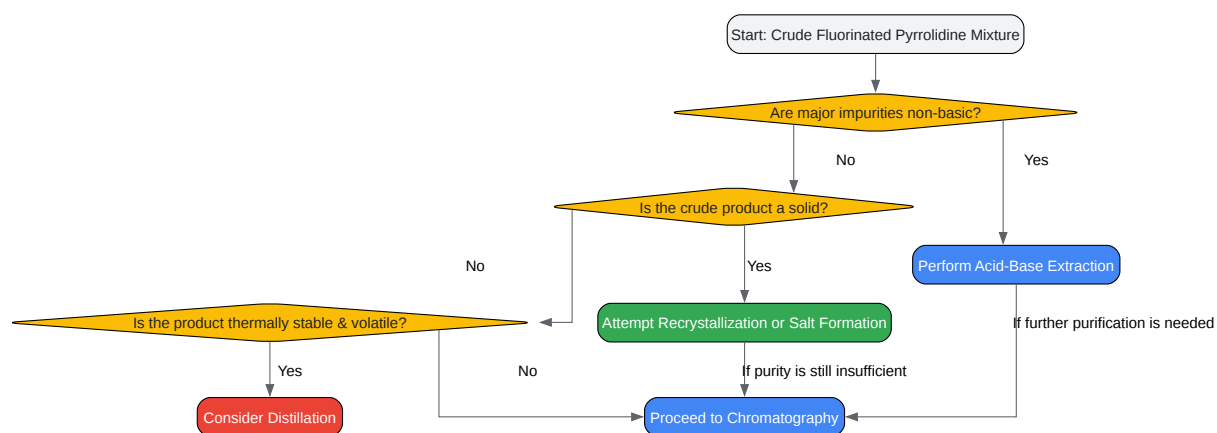 Start: Crude Fluorinated Pyrrolidine Mixture
Are major impurities non-basic?
No
Yes
Is the crude product a solid?
No
Yes
Perform Acid-Base Extraction
Is the product thermally stable & volatile?
Attempt Recrystallization or Salt Formation
If further purification is needed
Yes
No
If purity is still insufficient
Consider Distillation
Proceed to Chromatography